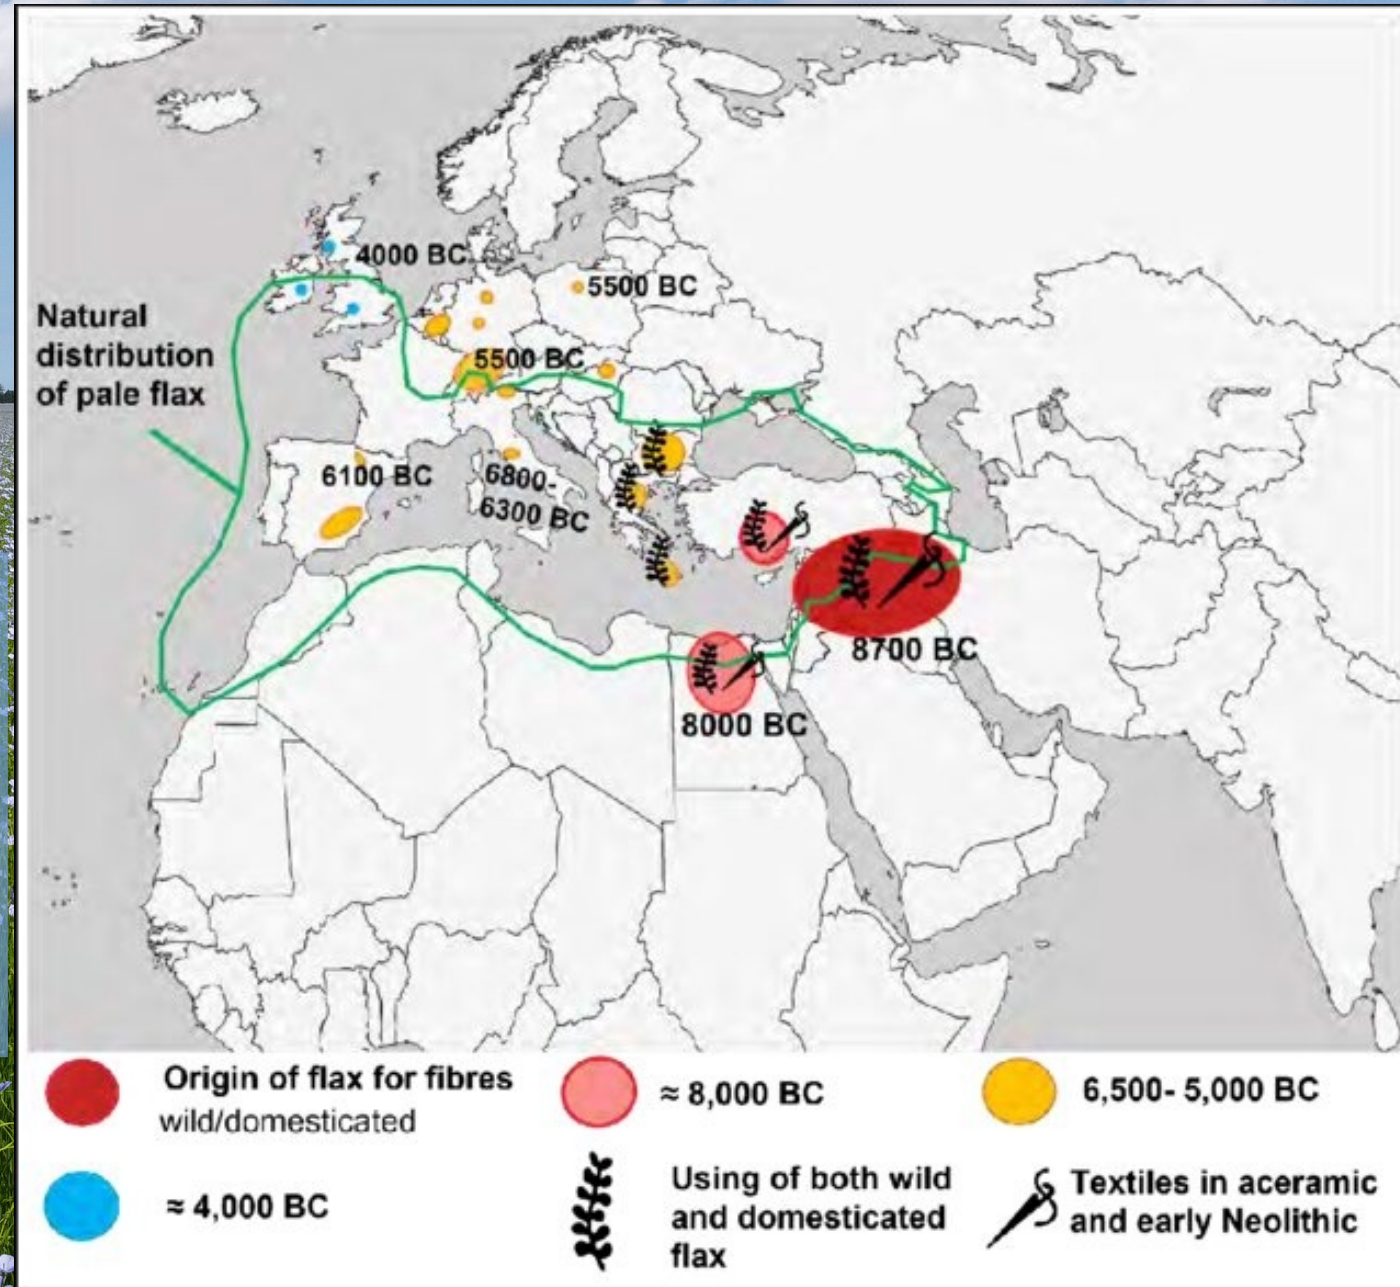 4000 BC
5500 BC
Natural
distribution
of pale flax
5500 BC
6100 BC
6800-
6300 BC
8700 BC
8000 BC
Origin of flax for fibres
wild/domesticated
≈ 8,000 BC
6,500- 5,000 BC
≈ 4,000 BC
Using of both wild
and domesticated
flax
Textiles in aceramic
and early Neolithic